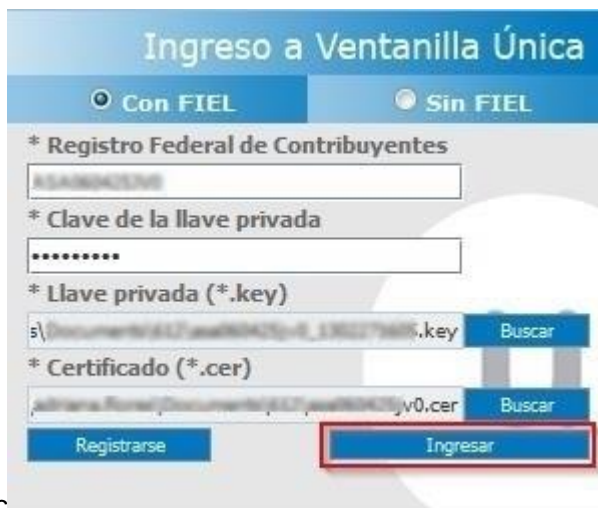 Ingreso a Ventanilla Única
Con FIEL Sin FIEL
* Registro Federal de Contribuyentes
* Clave de la llave privada
•••••••••
* Llave privada (*.key)
s\ .key Buscar
* Certificado (*.cer)
jv0.cer Buscar
Registrarse Ingresar